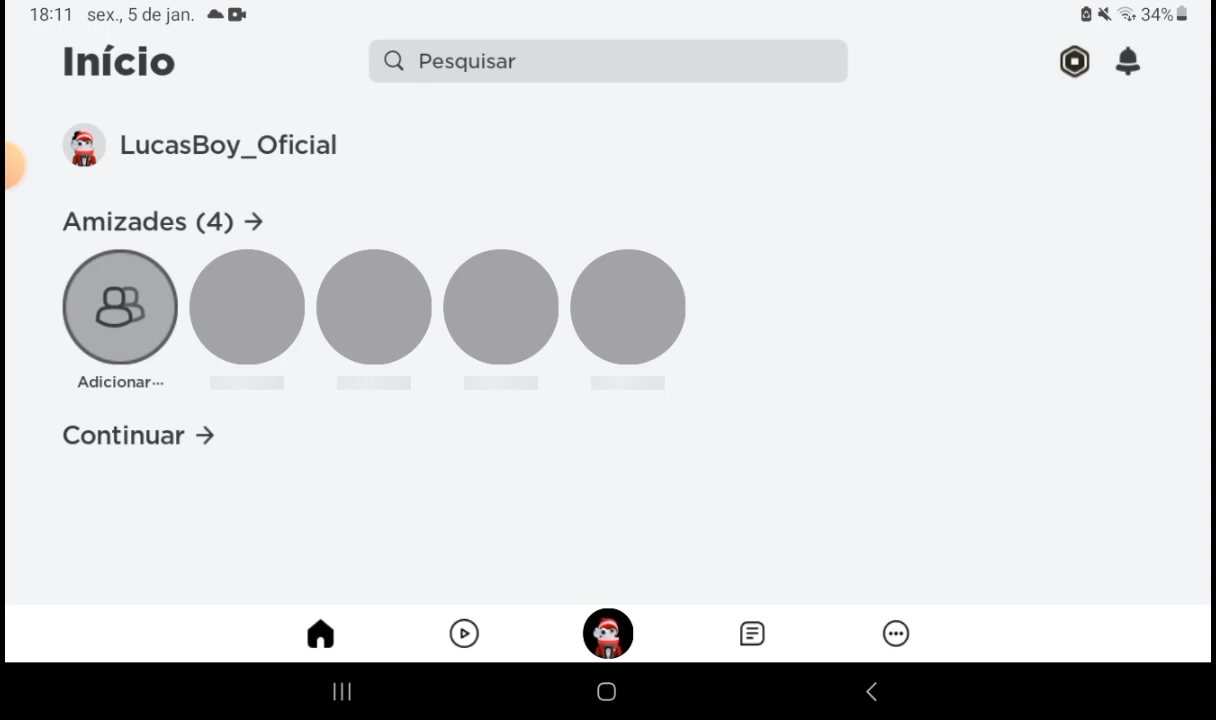 18:11 sex., 5 de jan. 34%
Início
Pesquisar
LucasBoy_Oficial
Amizades (4) →
Adicionar···
Continuar →